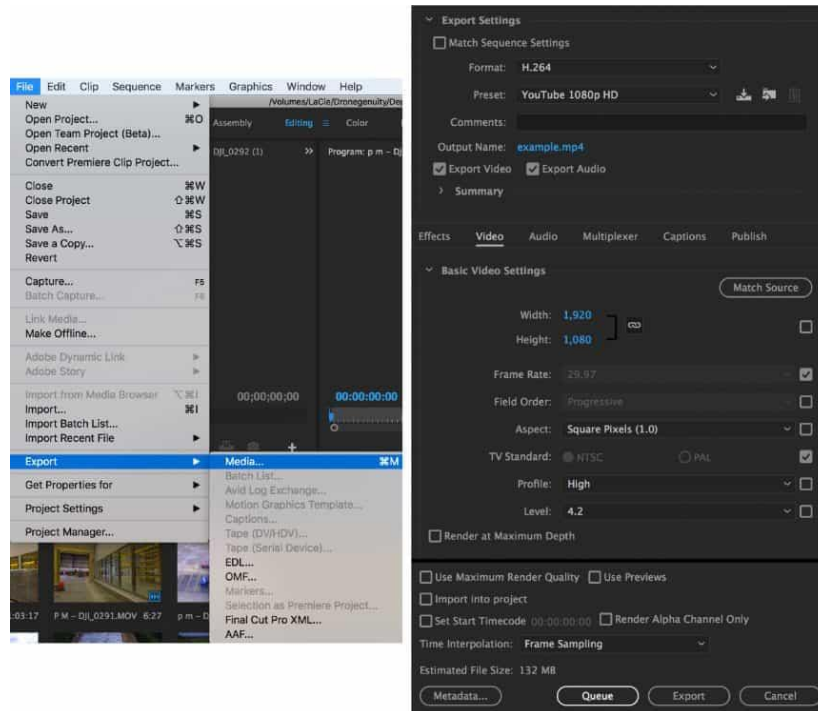 File Edit Clip Sequence Markers Graphics Window Help
/Volumes/LaCie/Dronegenuity/De
New
Open Project... ⌘O
Open Team Project (Beta)...
Open Recent
Convert Premiere Clip Project...
Close ⌘W
Close Project ⇧⌘W
Save ⌘S
Save As... ⇧⌘S
Save a Copy... ⌥⌘S
Revert
Capture... F5
Batch Capture... F6
Link Media...
Make Offline...
Adobe Dynamic Link
Adobe Story
Import from Media Browser ⌥⌘I
Import... ⌘I
Import Batch List...
Import Recent File
Export
Get Properties for
Project Settings
Project Manager...
Assembly Editing Color
DJI_0292 (1) Program: p m – DJ
00;00;00;00 00:00:00:00
Media... ⌘M
Batch List...
Avid Log Exchange...
Motion Graphics Template...
Captions...
Tape (DV/HDV)...
Tape (Serial Device)...
EDL...
OMF...
Markers...
Selection as Premiere Project...
Final Cut Pro XML...
AAF...
:03:17 P M – DJI_0291.MOV 6:27 p m – D
Export Settings
Match Sequence Settings
Format: H.264
Preset: YouTube 1080p HD
Comments:
Output Name: example.mp4
Export Video Export Audio
Summary
Effects Video Audio Multiplexer Captions Publish
Basic Video Settings
Match Source
Width: 1,920
Height: 1,080
Frame Rate: 29.97
Field Order: Progressive
Aspect: Square Pixels (1.0)
TV Standard: NTSC PAL
Profile: High
Level: 4.2
Render at Maximum Depth
Use Maximum Render Quality Use Previews
Import into project
Set Start Timecode 00:00:00:00 Render Alpha Channel Only
Time Interpolation: Frame Sampling
Estimated File Size: 132 MB
Metadata... Queue Export Cancel